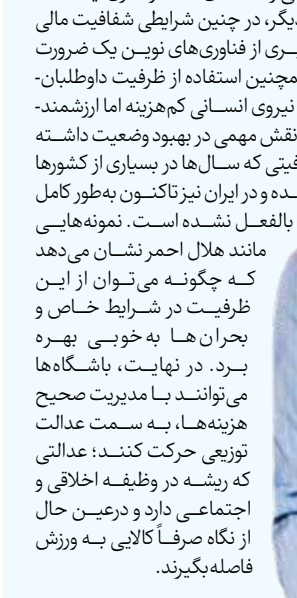 دیگر، در چنین شرایطی شفافیت مالی
ـری از فناوری‌های نوین یک ضرورت
مچنین استفاده از ظرفیت داوطلبان-
نیروی انسانی کم‌هزینه اما ارزشمند-
نقش مهمی در بهبود وضعیت داشته
فیتی که سال‌ها در بسیاری از کشورها
ـده و در ایران نیز تاکنون به‌طور کامل
بالفعل نشده است. نمونه‌هایی
مانند هلال احمر نشان می‌دهد
که چگونه می‌توان از این
ظرفیت در شرایط خاص و
بحران‌ها به‌خوبی بهره
برد. در نهایت، باشگاه‌ها
می‌توانند با مدیریت صحیح
هزینه‌ها، به سمت عدالت
توزیعی حرکت کنند؛ عدالتی
که ریشه در وظیفه اخلاقی و
اجتماعی دارد و درعین حال
از نگاه صرفاً کالایی به ورزش
فاصله‌بگیرند.